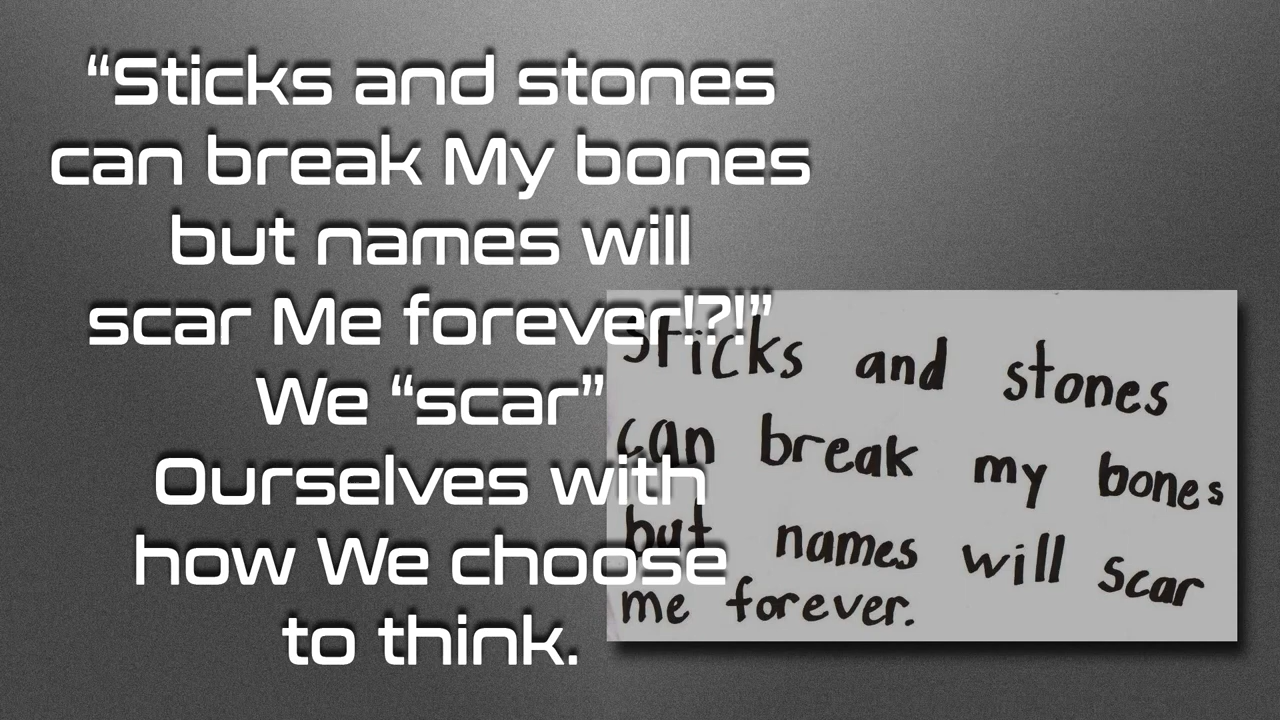 “Sticks and stones
can break My bones
but names will
scar Me forever!?!”
We “scar”
Ourselves with
how We choose
to think.
Sticks and stones
can break my bones
but names will scar
me forever.